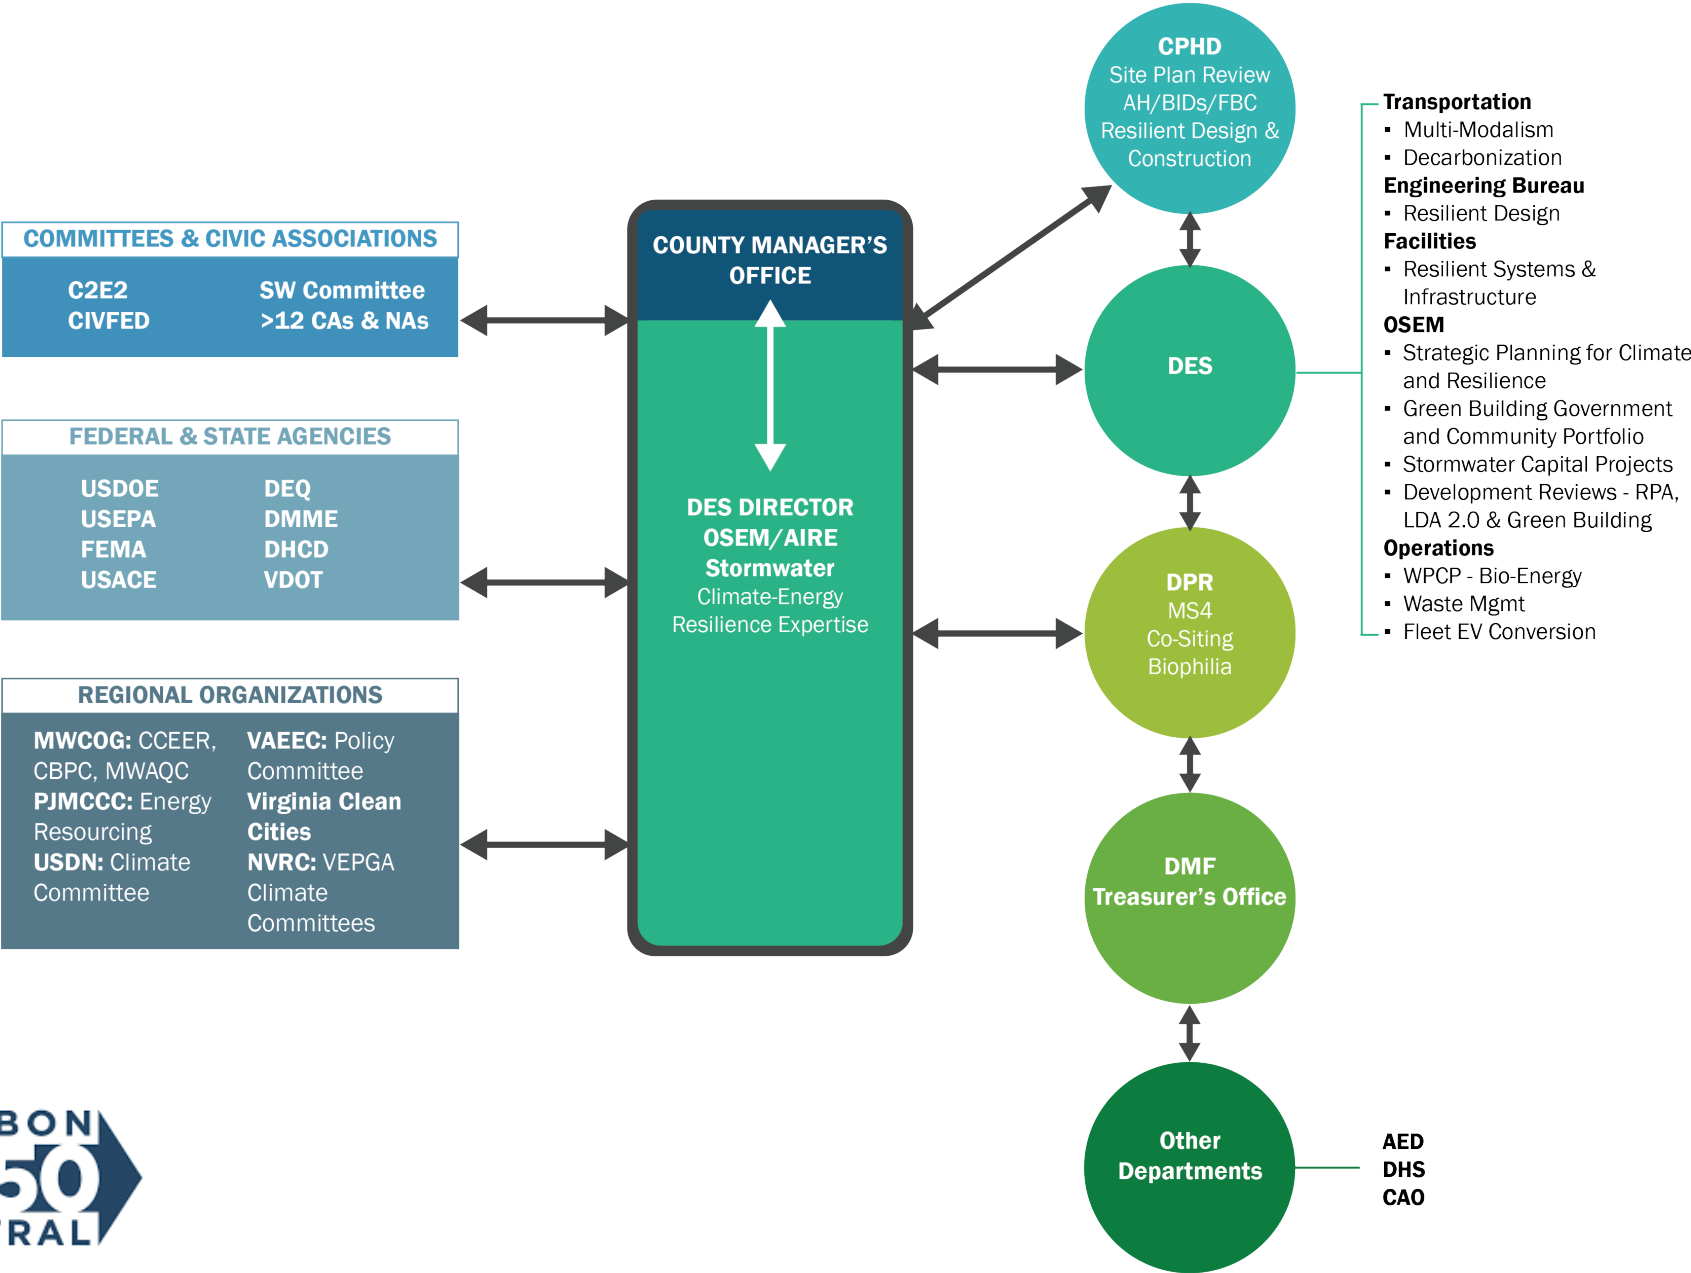 COMMITTEES & CIVIC ASSOCIATIONS
C2E2
CIVFED
SW Committee
>12 CAs & NAs
FEDERAL & STATE AGENCIES
USDOE
USEPA
FEMA
USACE
DEQ
DMME
DHCD
VDOT
REGIONAL ORGANIZATIONS
MWCOG: CCEER,
CBPC, MWAQC
PJMCCC: Energy
Resourcing
USDN: Climate
Committee
VAEEC: Policy
Committee
Virginia Clean
Cities
NVRC: VEPGA
Climate
Committees
COUNTY MANAGER’S
OFFICE
DES DIRECTOR
OSEM/AIRE
Stormwater
Climate-Energy
Resilience Expertise
CPHD
Site Plan Review
AH/BIDs/FBC
Resilient Design &
Construction
DES
DPR
MS4
Co-Siting
Biophilia
DMF
Treasurer’s Office
Other
Departments
Transportation
▪ Multi-Modalism
▪ Decarbonization
Engineering Bureau
▪ Resilient Design
Facilities
▪ Resilient Systems &
Infrastructure
OSEM
▪ Strategic Planning for Climate
and Resilience
▪ Green Building Government
and Community Portfolio
▪ Stormwater Capital Projects
▪ Development Reviews - RPA,
LDA 2.0 & Green Building
Operations
▪ WPCP - Bio-Energy
▪ Waste Mgmt
▪ Fleet EV Conversion
AED
DHS
CAO
BON
50
TRAL